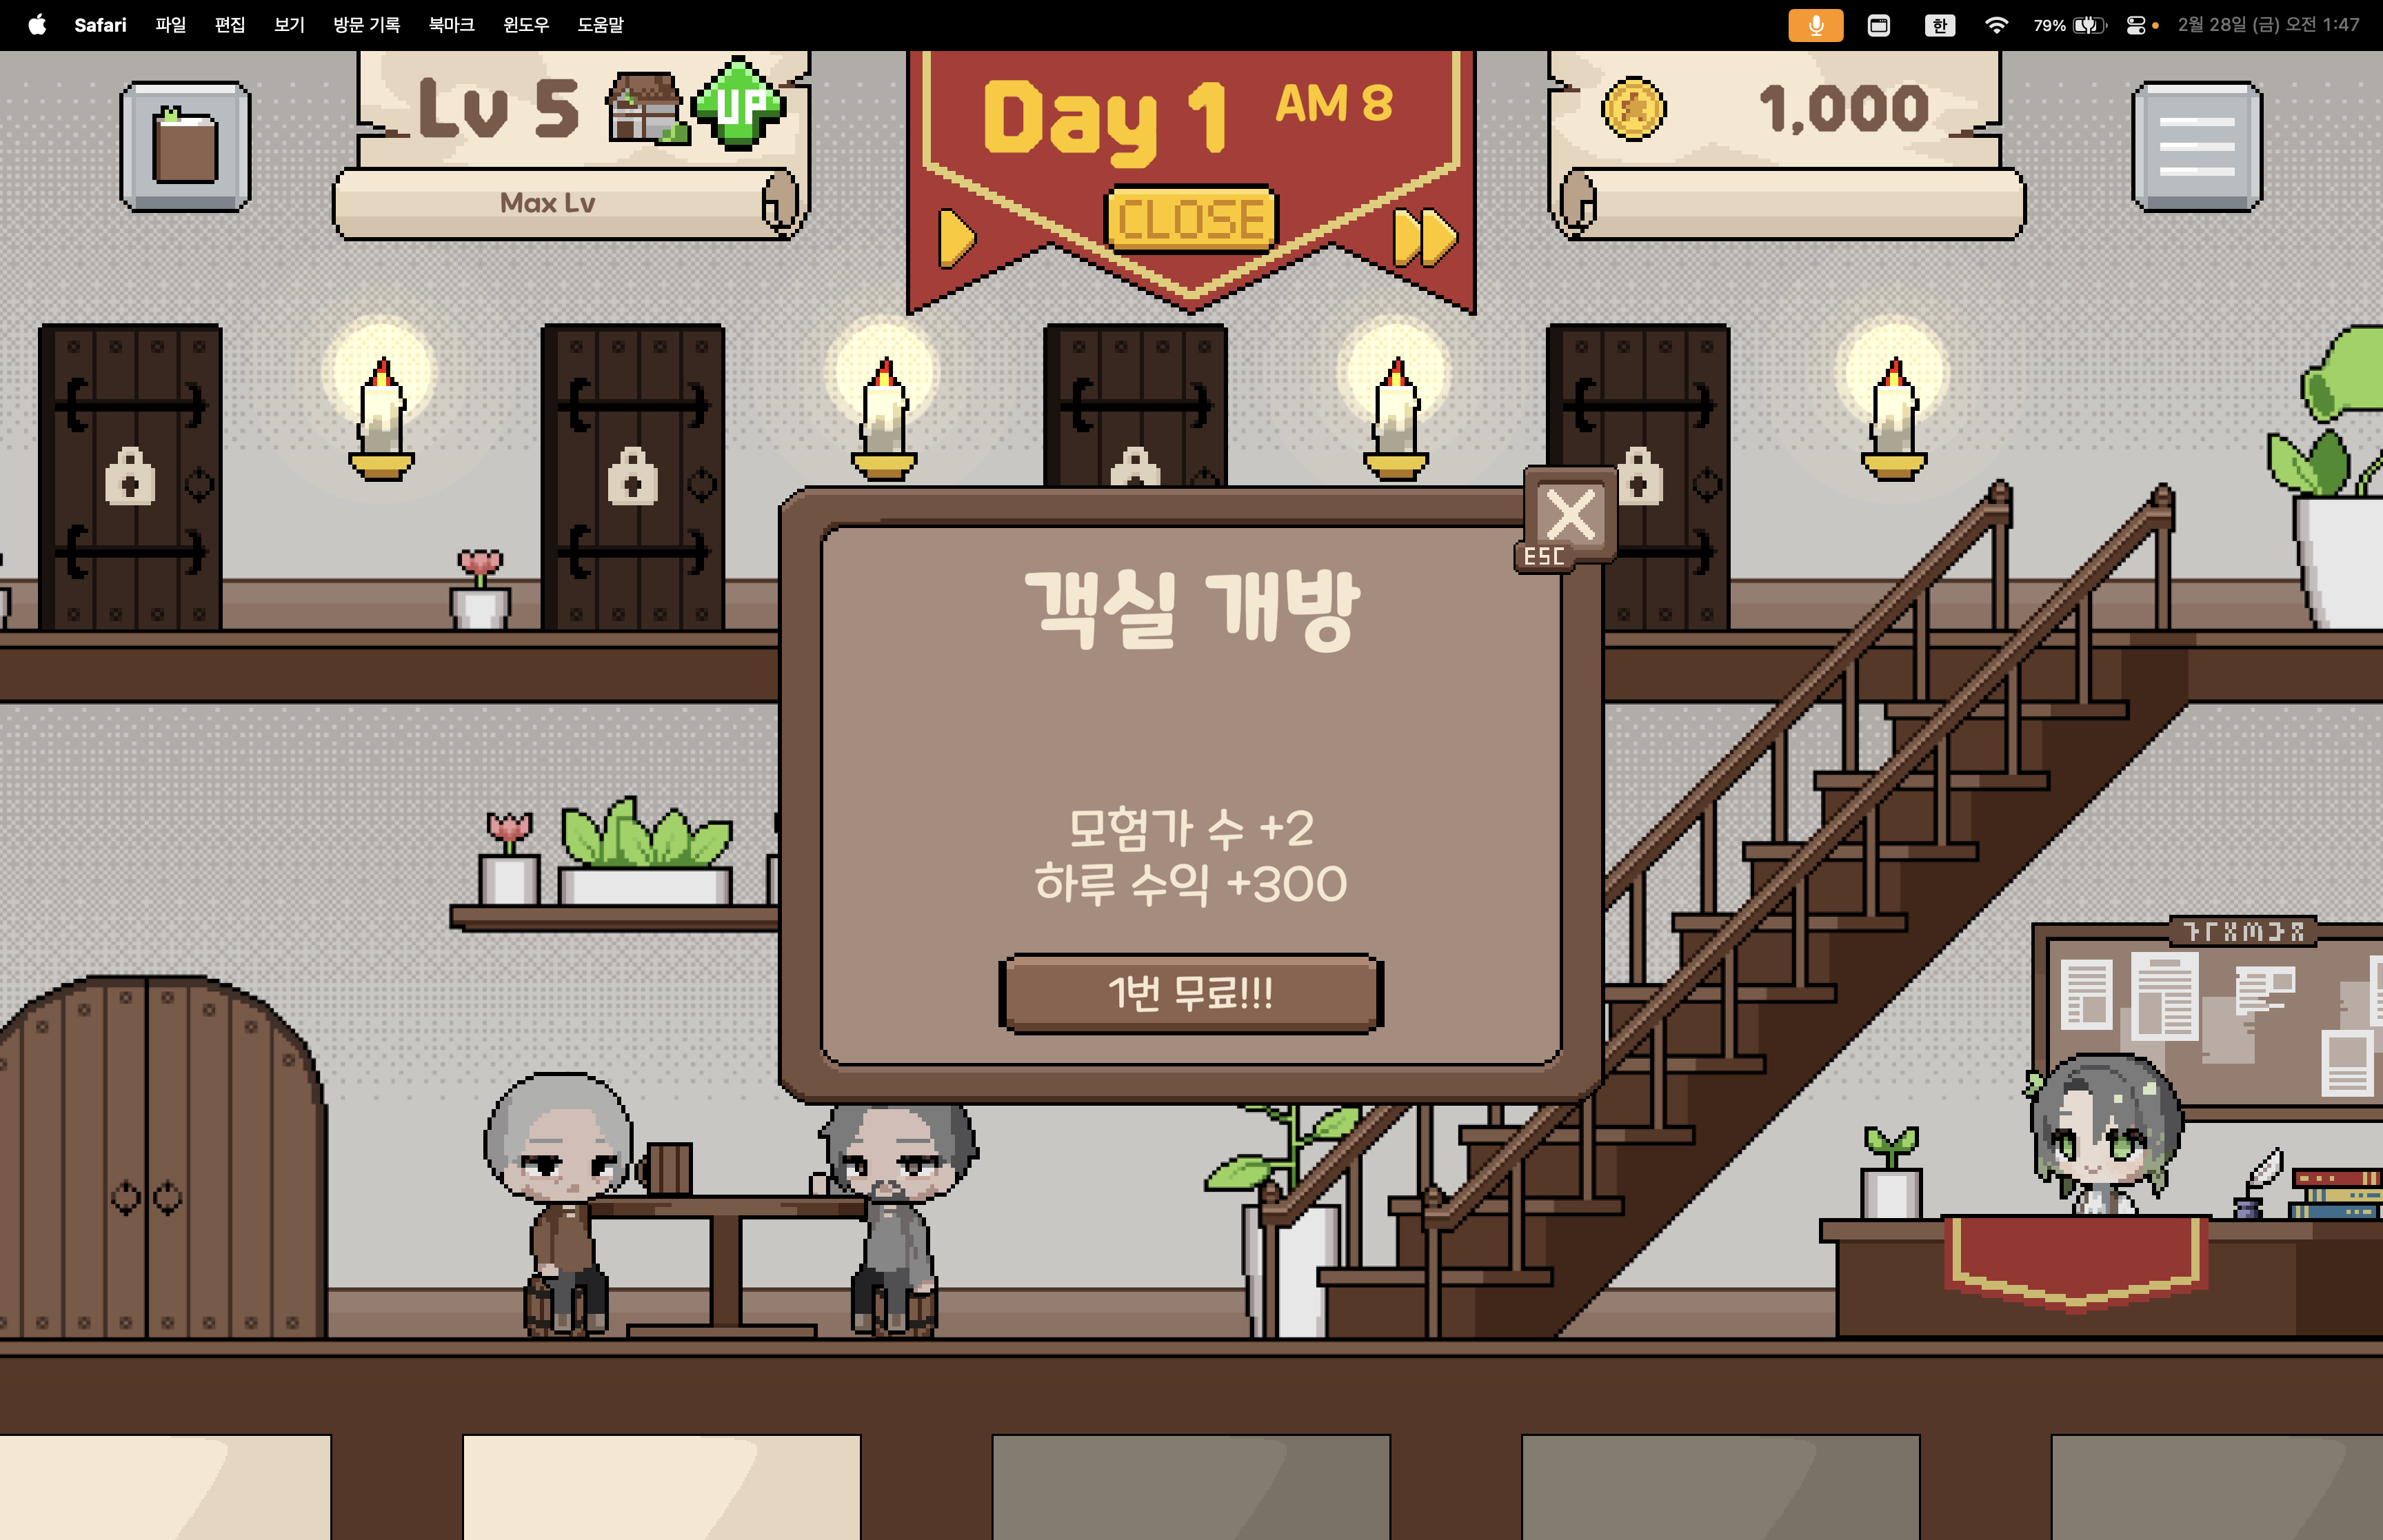 Safari 파일 편집 보기 방문 기록 북마크 윈도우 도움말
한 79% 2월 28일 (금) 오전 1:47
Lv 5 UP
Max Lv
Day 1 AM 8
CLOSE
1,000
ESC
객실 개방
모험가 수 +2
하루 수익 +300
1번 무료!!!